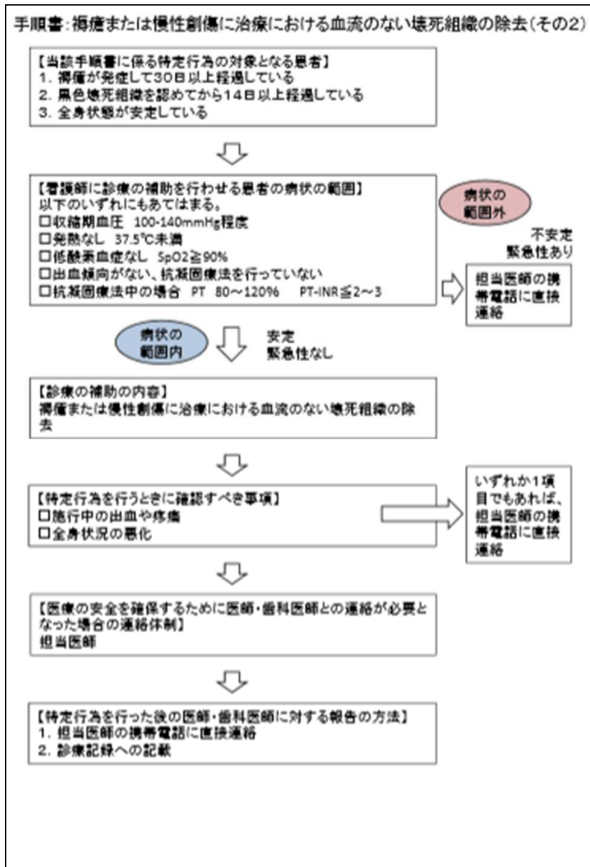 手順書:褥瘡または慢性創傷に治療における血流のない壊死組織の除去(その2)
【当該手順書に係る特定行為の対象となる患者】
1. 褥瘡が発症して30日以上経過している
2. 黒色壊死組織を認めてから14日以上経過している
3. 全身状態が安定している
【看護師に診療の補助を行わせる患者の病状の範囲】
以下のいずれにもあてはまる。
□収縮期血圧 100-140mmHg程度
□発熱なし 37.5℃未満
□低酸素血症なし SpO2≧90%
□出血傾向がない、抗凝固療法を行っていない
□抗凝固療法中の場合 PT 80～120% PT-INR≦2～3
病状の
範囲外
不安定
緊急性あり
担当医師の携
帯電話に直接
連絡
病状の
範囲内
安定
緊急性なし
【診療の補助の内容】
褥瘡または慢性創傷に治療における血流のない壊死組織の除
去
【特定行為を行うときに確認すべき事項】
□施行中の出血や疼痛
□全身状況の悪化
いずれか1項
目でもあれば、
担当医師の携
帯電話に直接
連絡
【医療の安全を確保するために医師・歯科医師との連絡が必要と
なった場合の連絡体制】
担当医師
【特定行為を行った後の医師・歯科医師に対する報告の方法】
1. 担当医師の携帯電話に直接連絡
2. 診療記録への記載